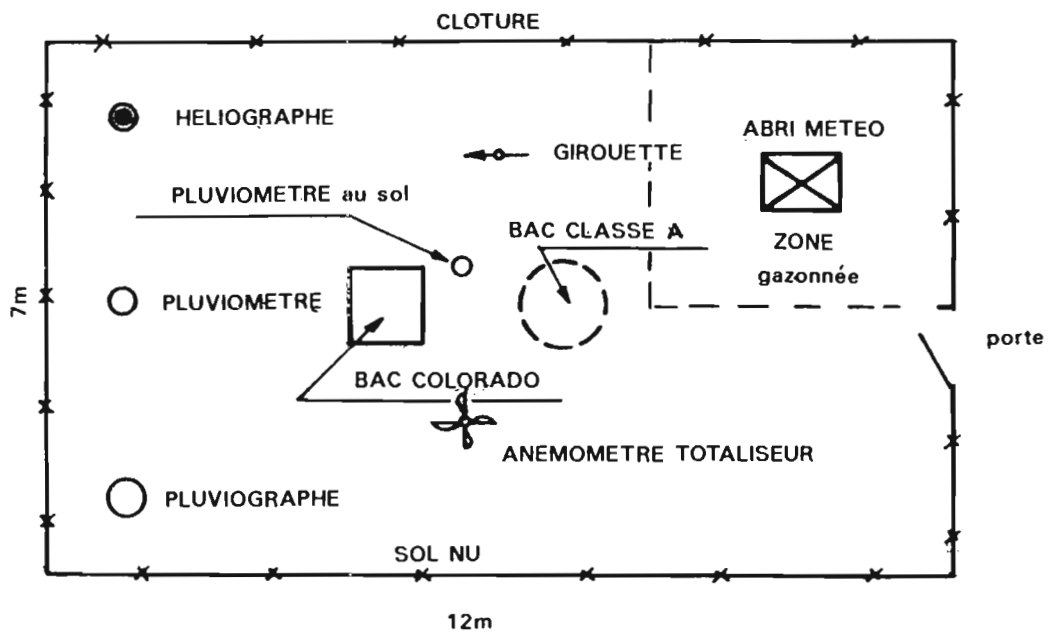 CLOTURE
HELIOGRAPHE
ABRI METEO
GIROUETTE
PLUVIOMETRE au sol
BAC CLASSE A
ZONE
gazonnée
7m
PLUVIOMETRE
porte
BAC COLORADO
ANEMOMETRE TOTALISEUR
PLUVIOGRAPHE
SOL NU
12m